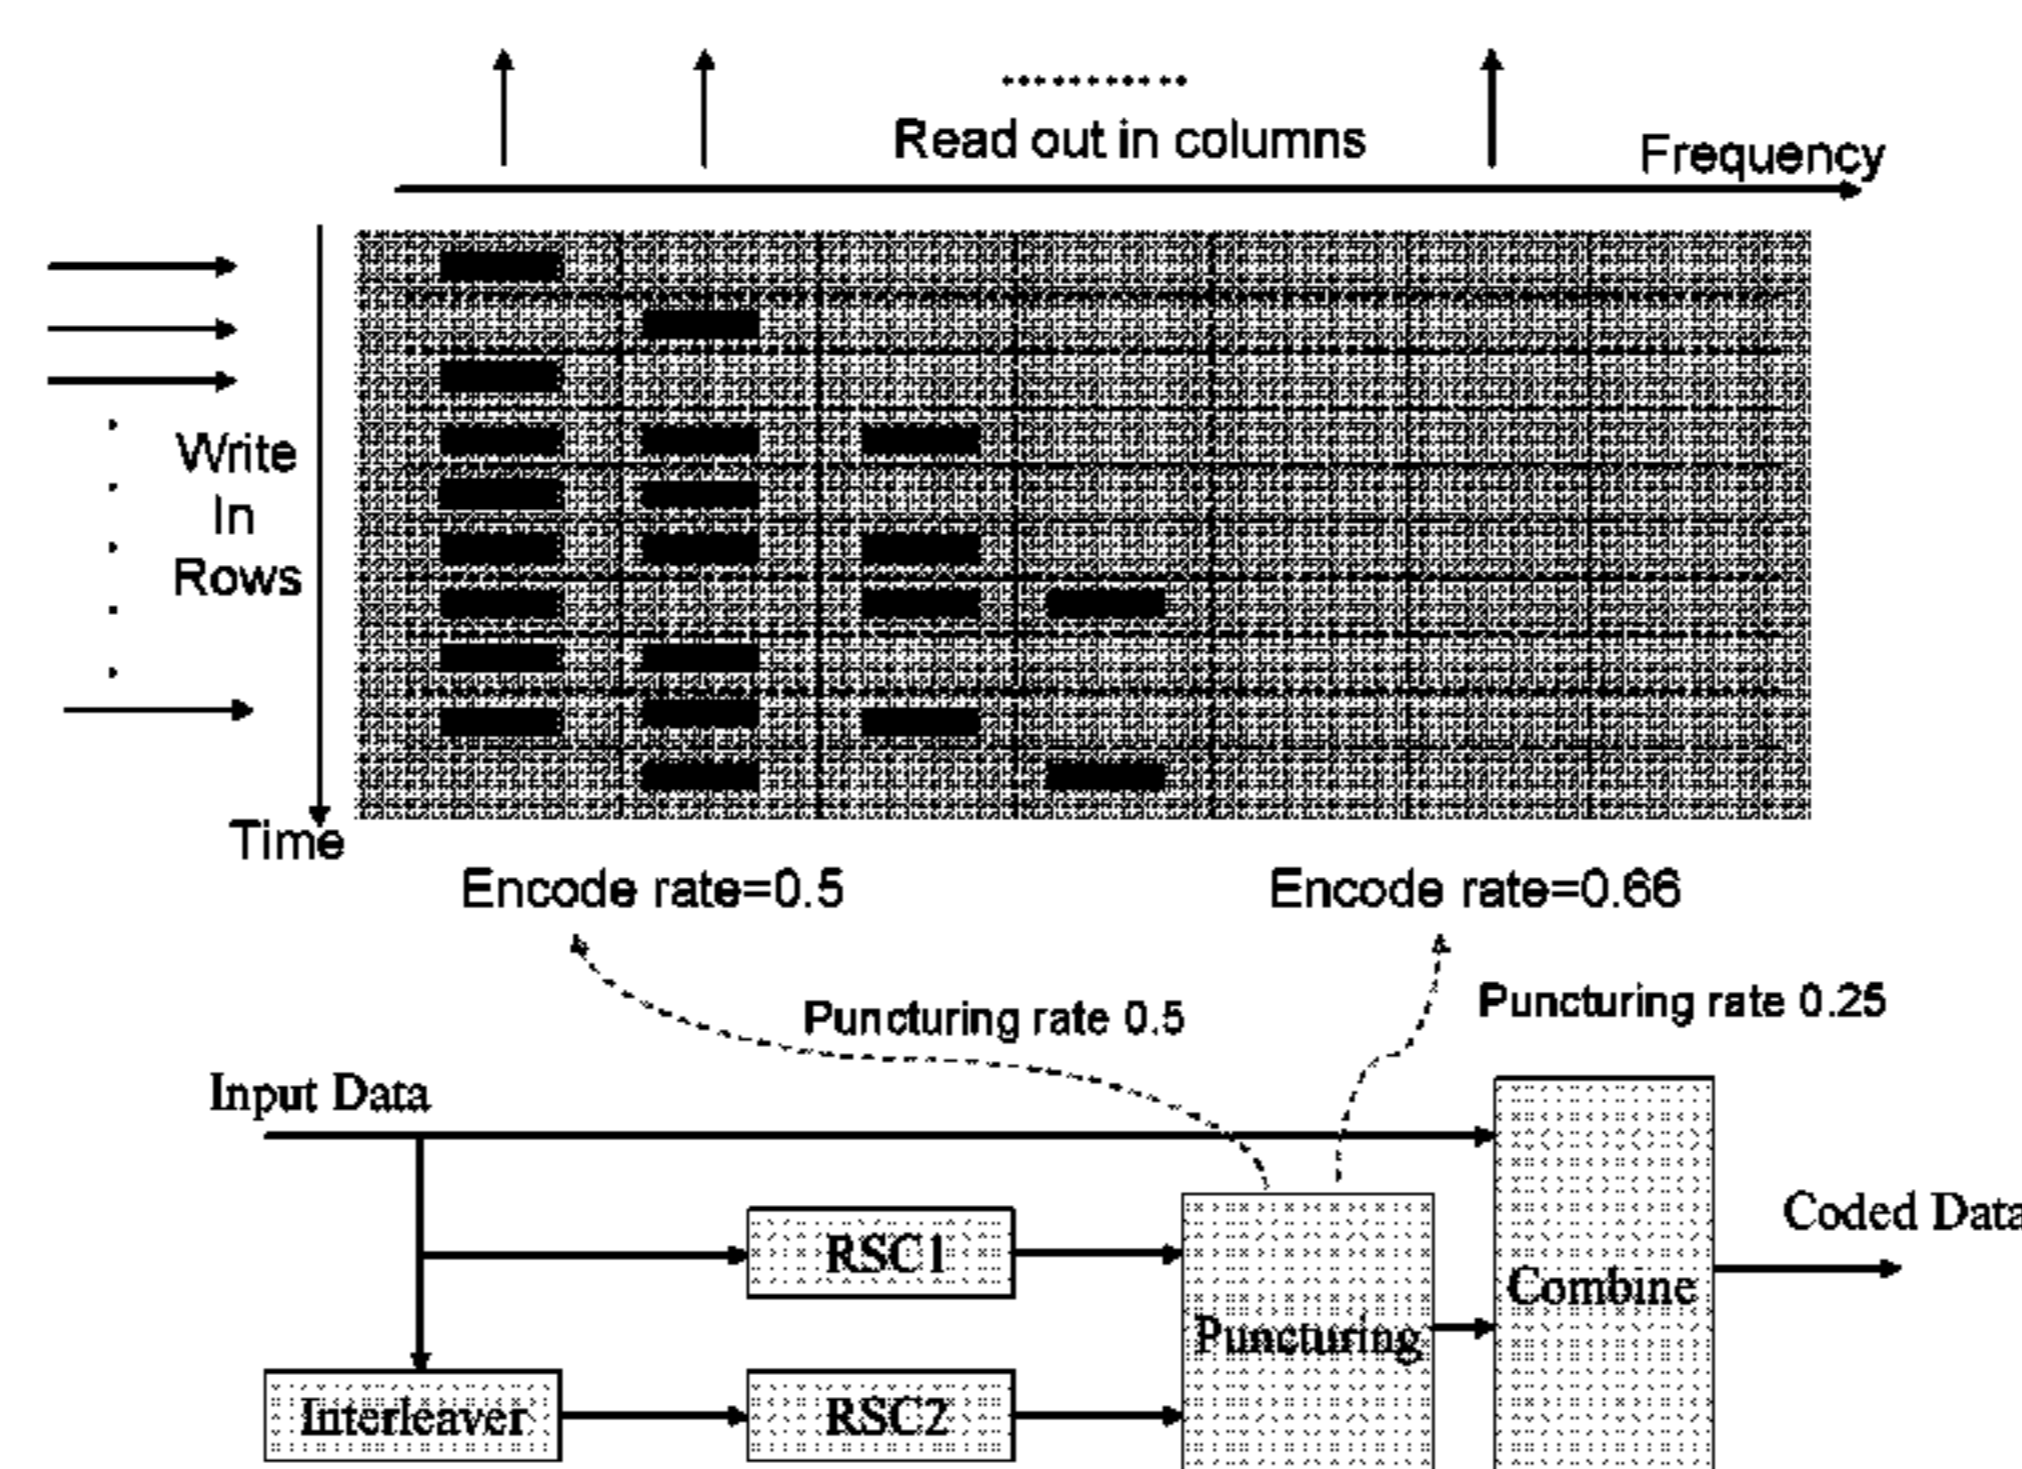 Read out in columns
Frequency
Write
In
Rows
Time
Encode rate=0.5
Encode rate=0.66
Puncturing rate 0.5
Puncturing rate 0.25
Input Data
RSC1
Coded Data
Combine
Puncturing
Interleaver
RSC2